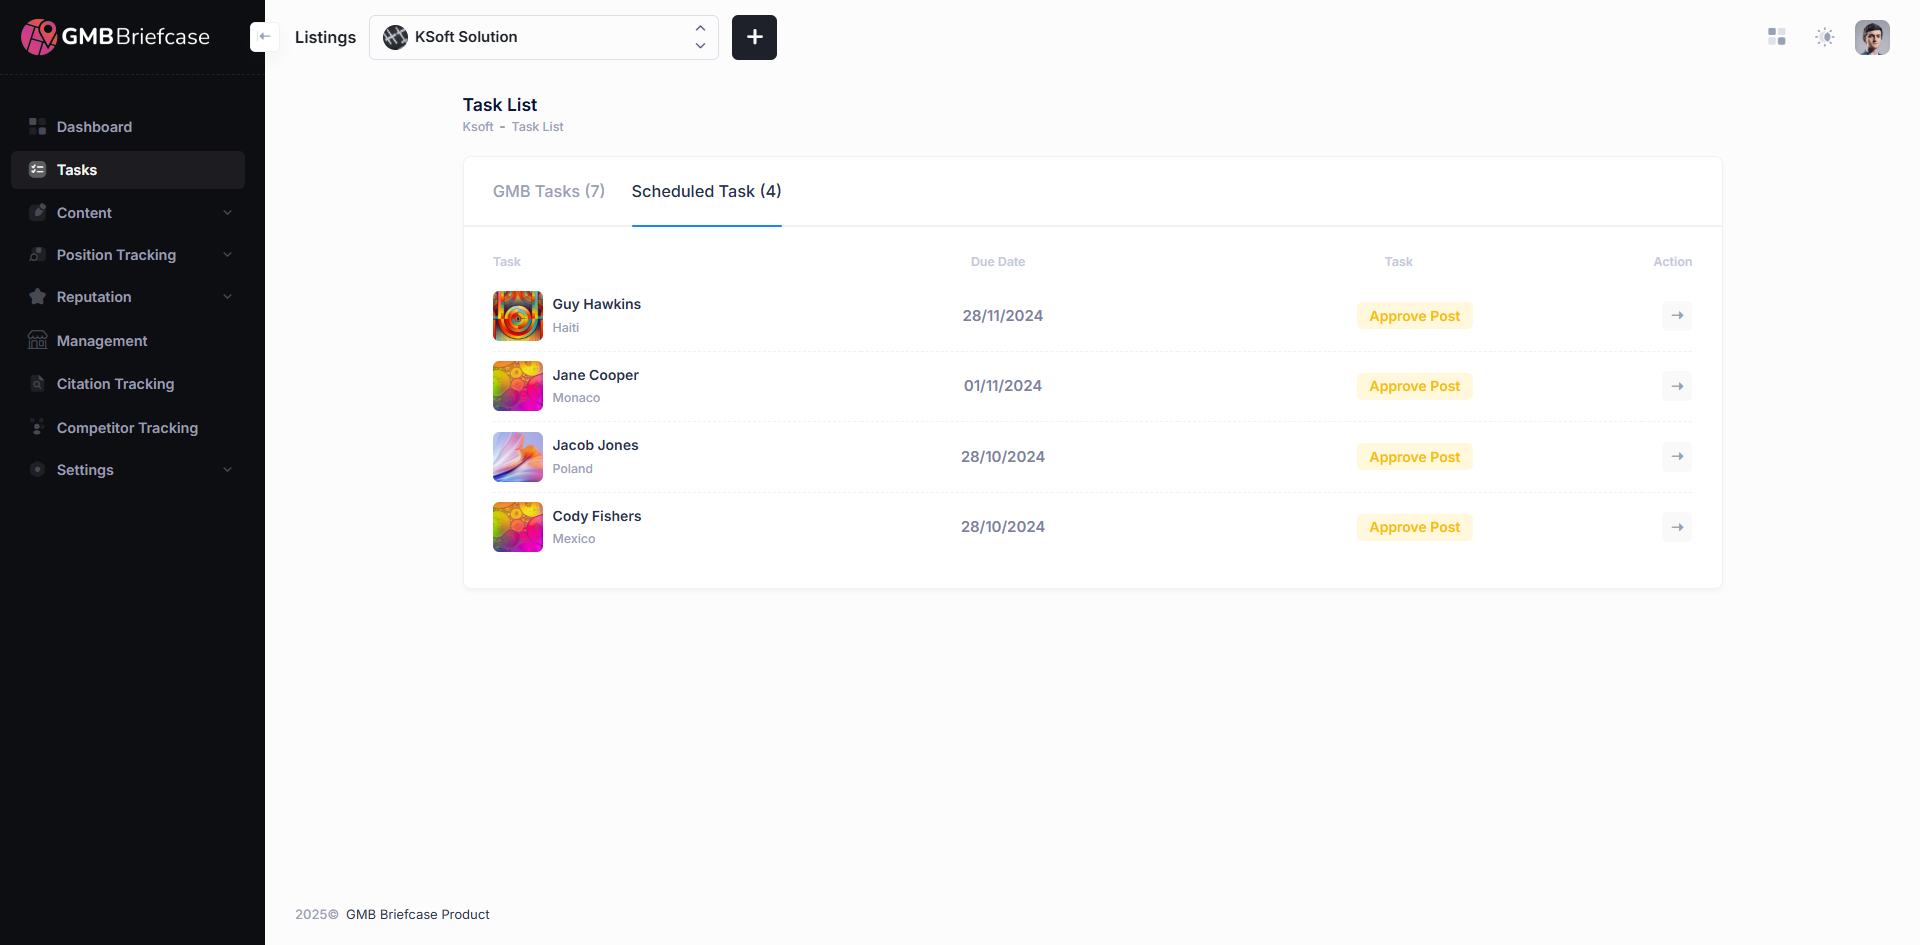 GMBBriefcase
Listings
KSoft Solution
Dashboard
Tasks
Content
Position Tracking
Reputation
Management
Citation Tracking
Competitor Tracking
Settings
Task List
Ksoft - Task List
GMB Tasks (7)
Scheduled Task (4)
Task Due Date Task Action
Guy Hawkins
Haiti
28/11/2024
Approve Post
Jane Cooper
Monaco
01/11/2024
Approve Post
Jacob Jones
Poland
28/10/2024
Approve Post
Cody Fishers
Mexico
28/10/2024
Approve Post
2025© GMB Briefcase Product